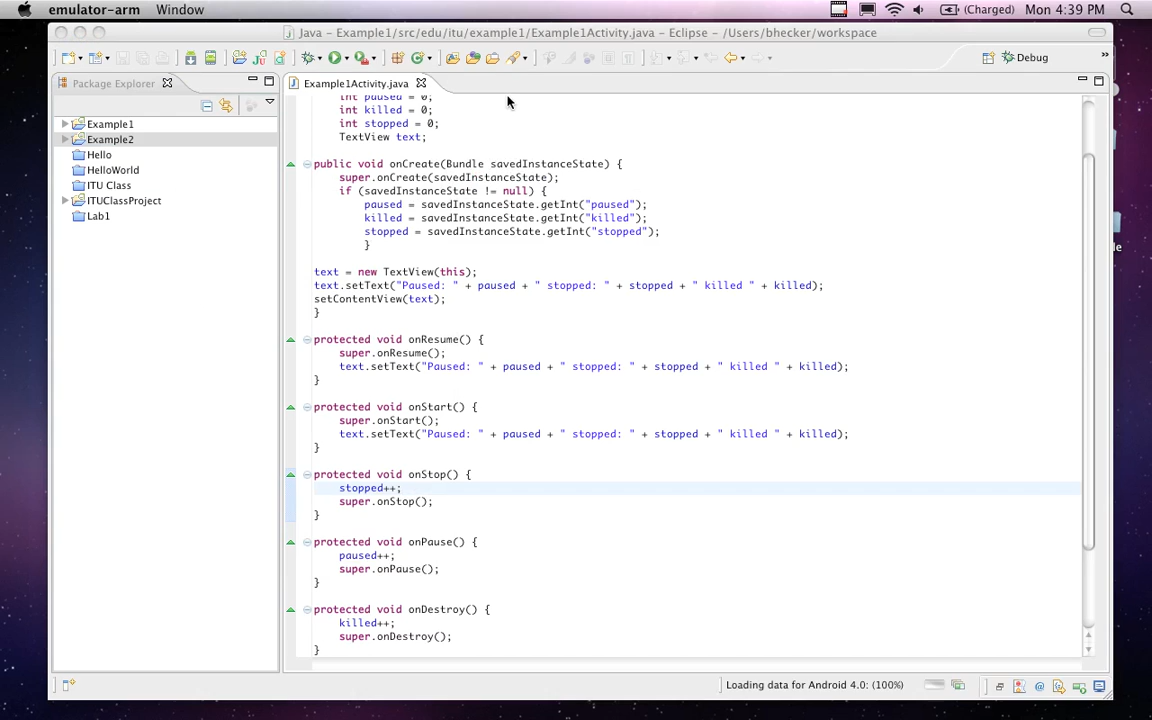 emulator-arm Window (Charged) Mon 4:39 PM
Java – Example1/src/edu/itu/example1/Example1Activity.java – Eclipse – /Users/bhecker/workspace
Debug
Package Explorer
Example1Activity.java
Example1
Example2
Hello
HelloWorld
ITU Class
ITUClassProject
Lab1
int paused = 0;
int killed = 0;
int stopped = 0;
TextView text;
public void onCreate(Bundle savedInstanceState) {
super.onCreate(savedInstanceState);
if (savedInstanceState != null) {
paused = savedInstanceState.getInt("paused");
killed = savedInstanceState.getInt("killed");
stopped = savedInstanceState.getInt("stopped");
}
text = new TextView(this);
text.setText("Paused: " + paused + " stopped: " + stopped + " killed " + killed);
setContentView(text);
}
protected void onResume() {
super.onResume();
text.setText("Paused: " + paused + " stopped: " + stopped + " killed " + killed);
}
protected void onStart() {
super.onStart();
text.setText("Paused: " + paused + " stopped: " + stopped + " killed " + killed);
}
protected void onStop() {
stopped++;
super.onStop();
}
protected void onPause() {
paused++;
super.onPause();
}
protected void onDestroy() {
killed++;
super.onDestroy();
}
Loading data for Android 4.0: (100%)